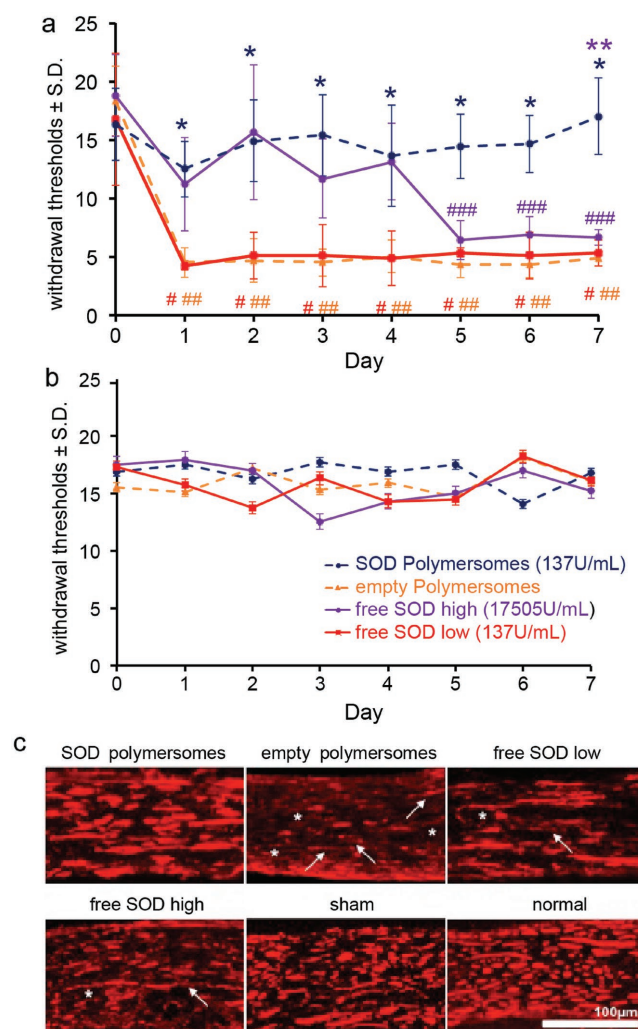 a
25
20
15
10
5
0
withdrawal thresholds ± S.D.
* * * * * * ** *
### ### ###
# ## # ## # ## # ## # ## # ## # ##
0 1 2 3 4 5 6 7
Day
b
25
20
15
10
5
0
withdrawal thresholds ± S.D.
SOD Polymersomes (137U/mL)
empty Polymersomes
free SOD high (17505U/mL)
free SOD low (137U/mL)
0 1 2 3 4 5 6 7
Day
c
SOD polymersomes empty polymersomes free SOD low
* * *
*
free SOD high sham normal
*
100µm